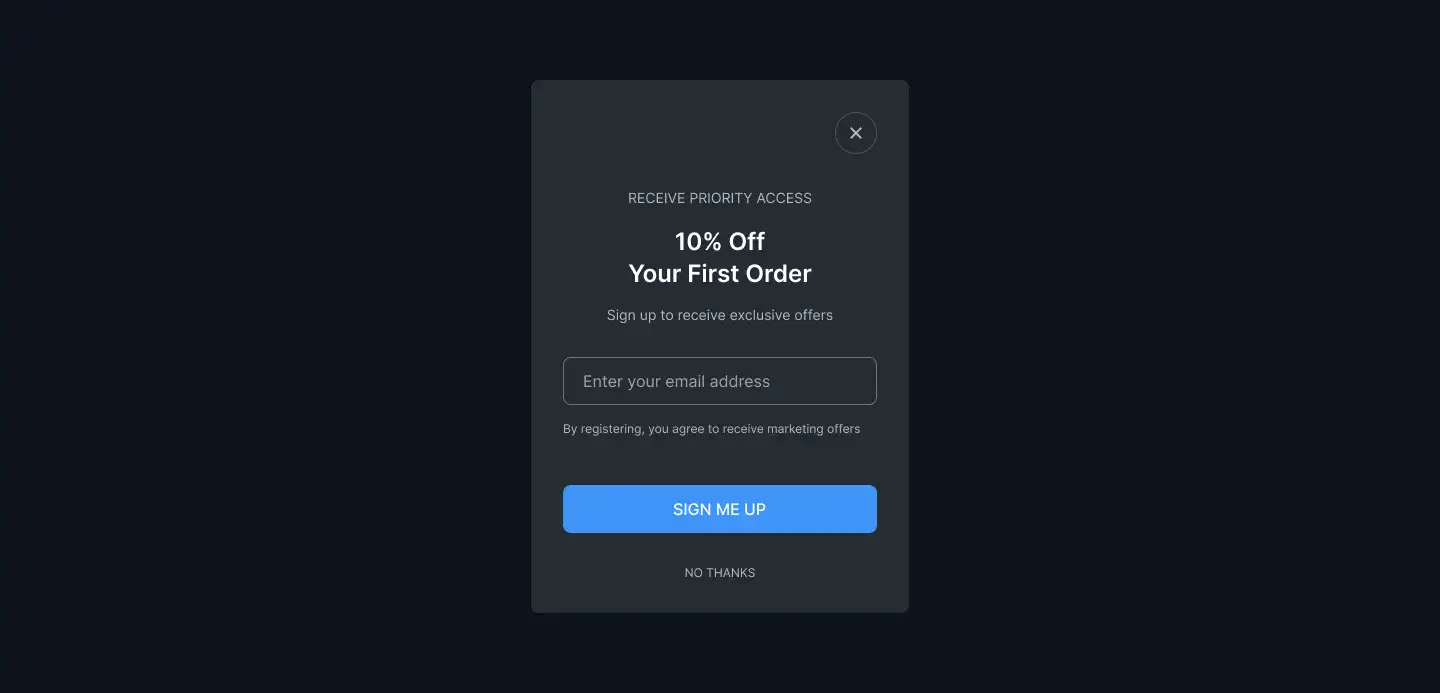 RECEIVE PRIORITY ACCESS
10% Off
Your First Order
Sign up to receive exclusive offers
Enter your email address
By registering, you agree to receive marketing offers
SIGN ME UP
NO THANKS